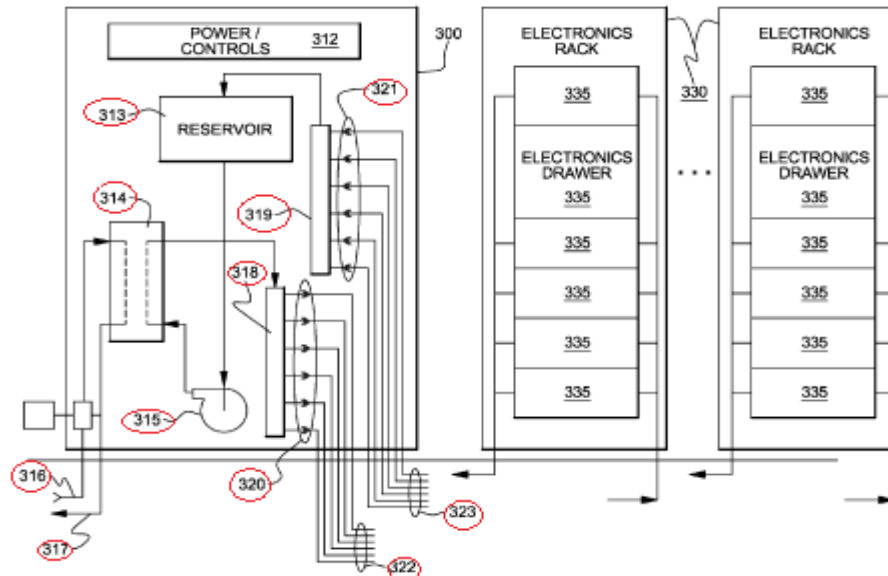 POWER /
CONTROLS 312
300
313
RESERVOIR
321
314
319
318
315
320
316
317
323
322
ELECTRONICS
RACK
330
335
ELECTRONICS
DRAWER
335
335
335
335
335
ELECTRONICS
RACK
335
ELECTRONICS
DRAWER
335
335
335
335
335